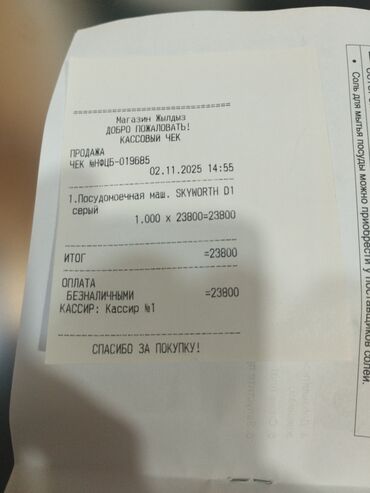 Магазин Жылдыз
ДОБРО ПОЖАЛОВАТЬ!
КАССОВЫЙ ЧЕК
ПРОДАЖА
ЧЕК №НФЦБ-019685
02.11.2025 14:55
1.Посудомоечная маш. SKYWORTH D1
серый
1.000 x 23800=23800
ИТОГ =23800
ОПЛАТА
БЕЗНАЛИЧНЫМИ =23800
КАССИР: Кассир №1
СПАСИБО ЗА ПОКУПКУ!
• Соль для мытья посуды можно приобрести у поставщиков солей.